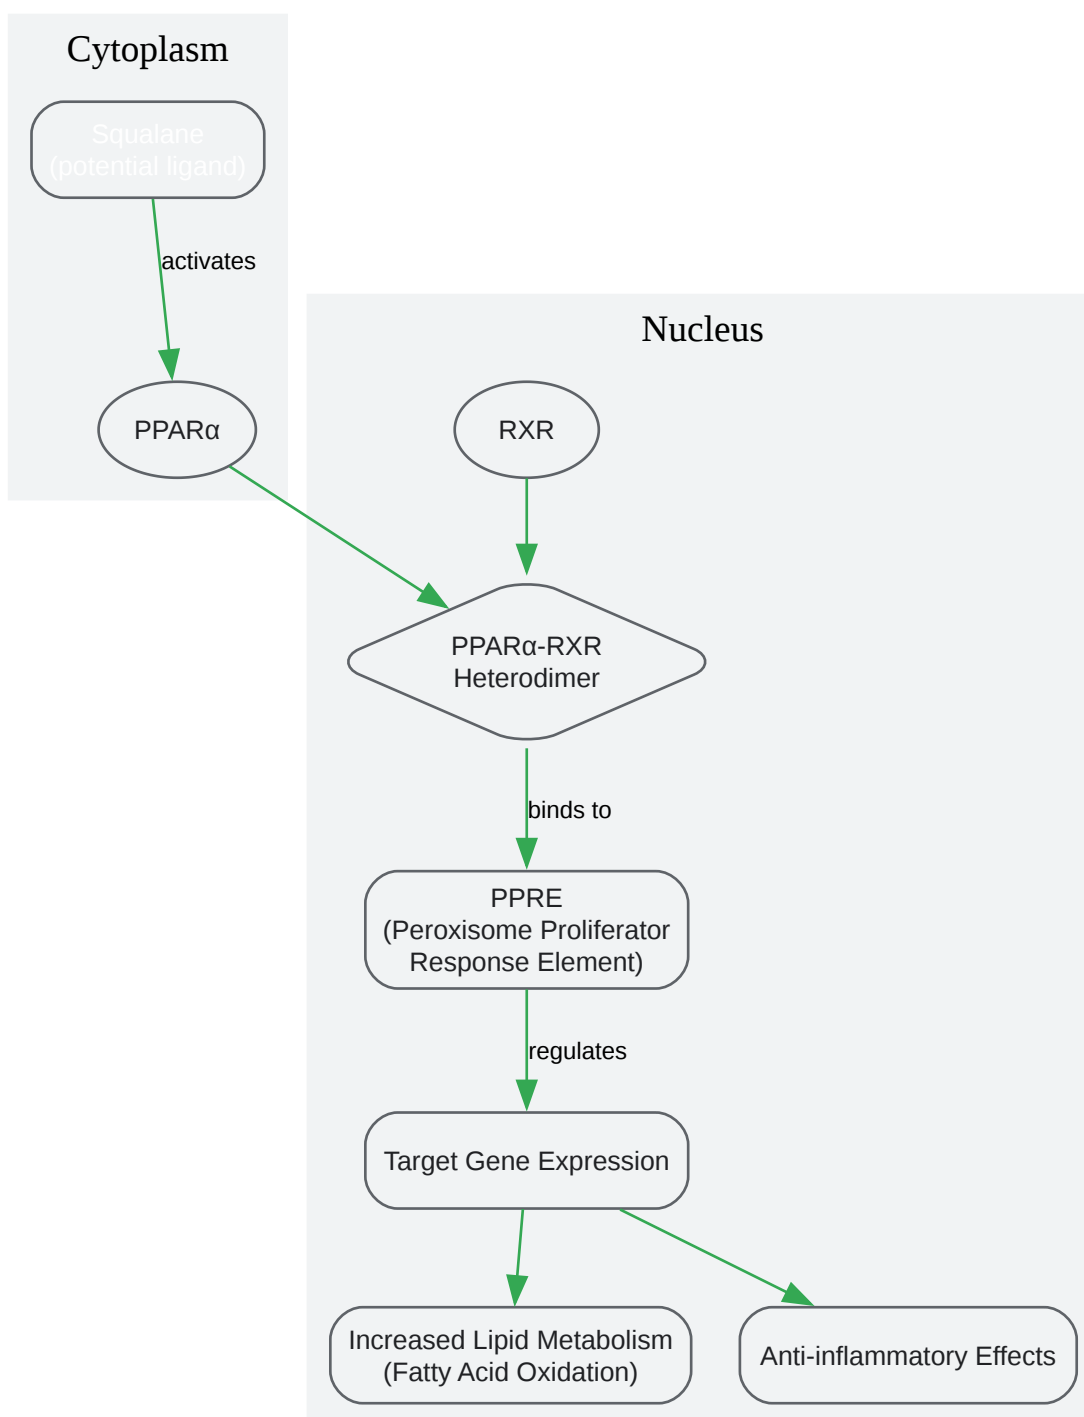 Cytoplasm
Squalane
(potential ligand)
activates
Nucleus
PPARα
RXR
PPARα-RXR
Heterodimer
binds to
PPRE
(Peroxisome Proliferator
Response Element)
regulates
Target Gene Expression
Increased Lipid Metabolism
(Fatty Acid Oxidation)
Anti-inflammatory Effects